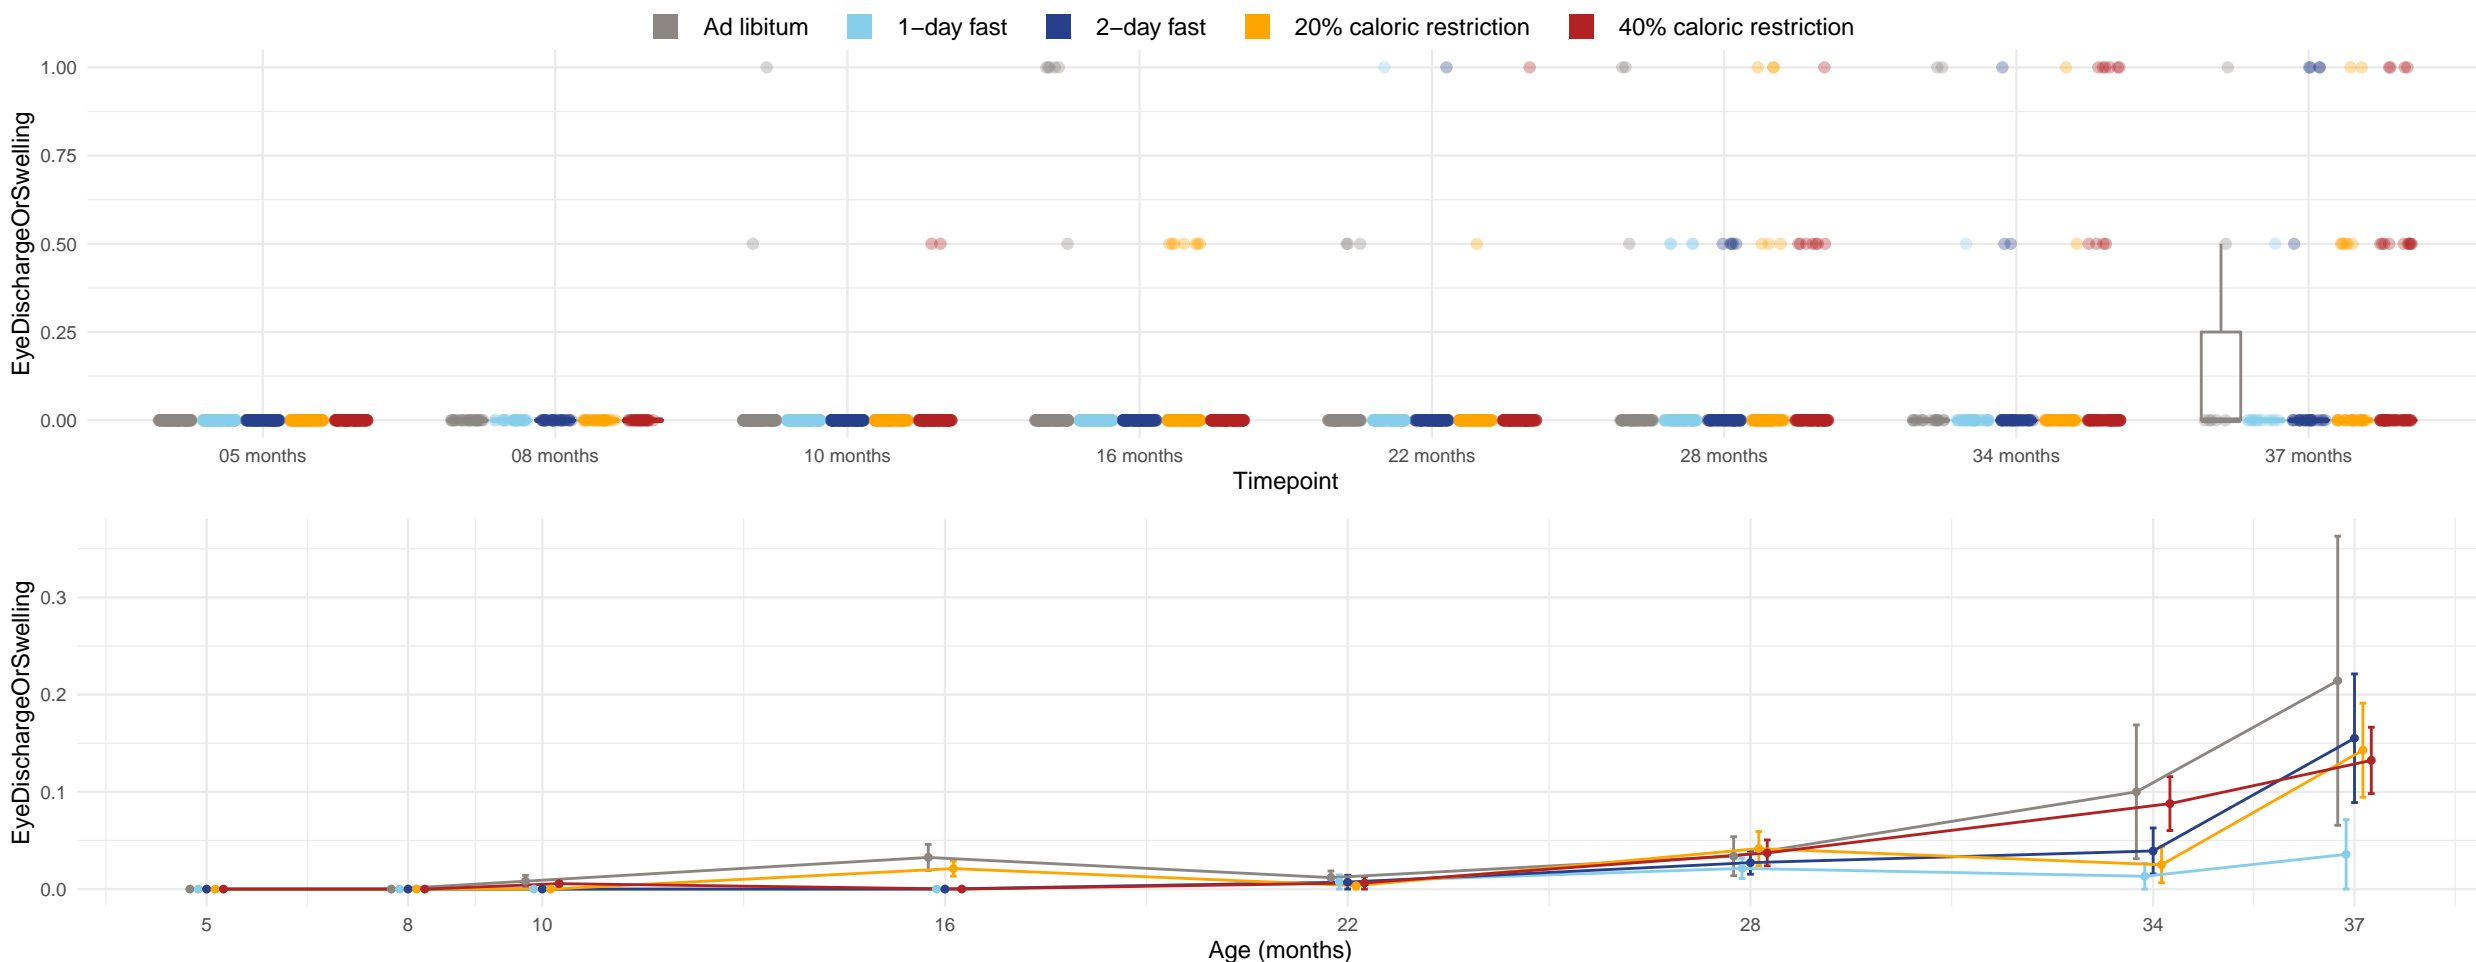 Ad libitum 1−day fast 2−day fast 20% caloric restriction 40% caloric restriction
EyeDischargeOrSwelling
1.00
0.75
0.50
0.25
0.00
05 months 08 months 10 months 16 months 22 months 28 months 34 months 37 months
Timepoint
EyeDischargeOrSwelling
0.3
0.2
0.1
0.0
5 8 10 16 22 28 34 37
Age (months)